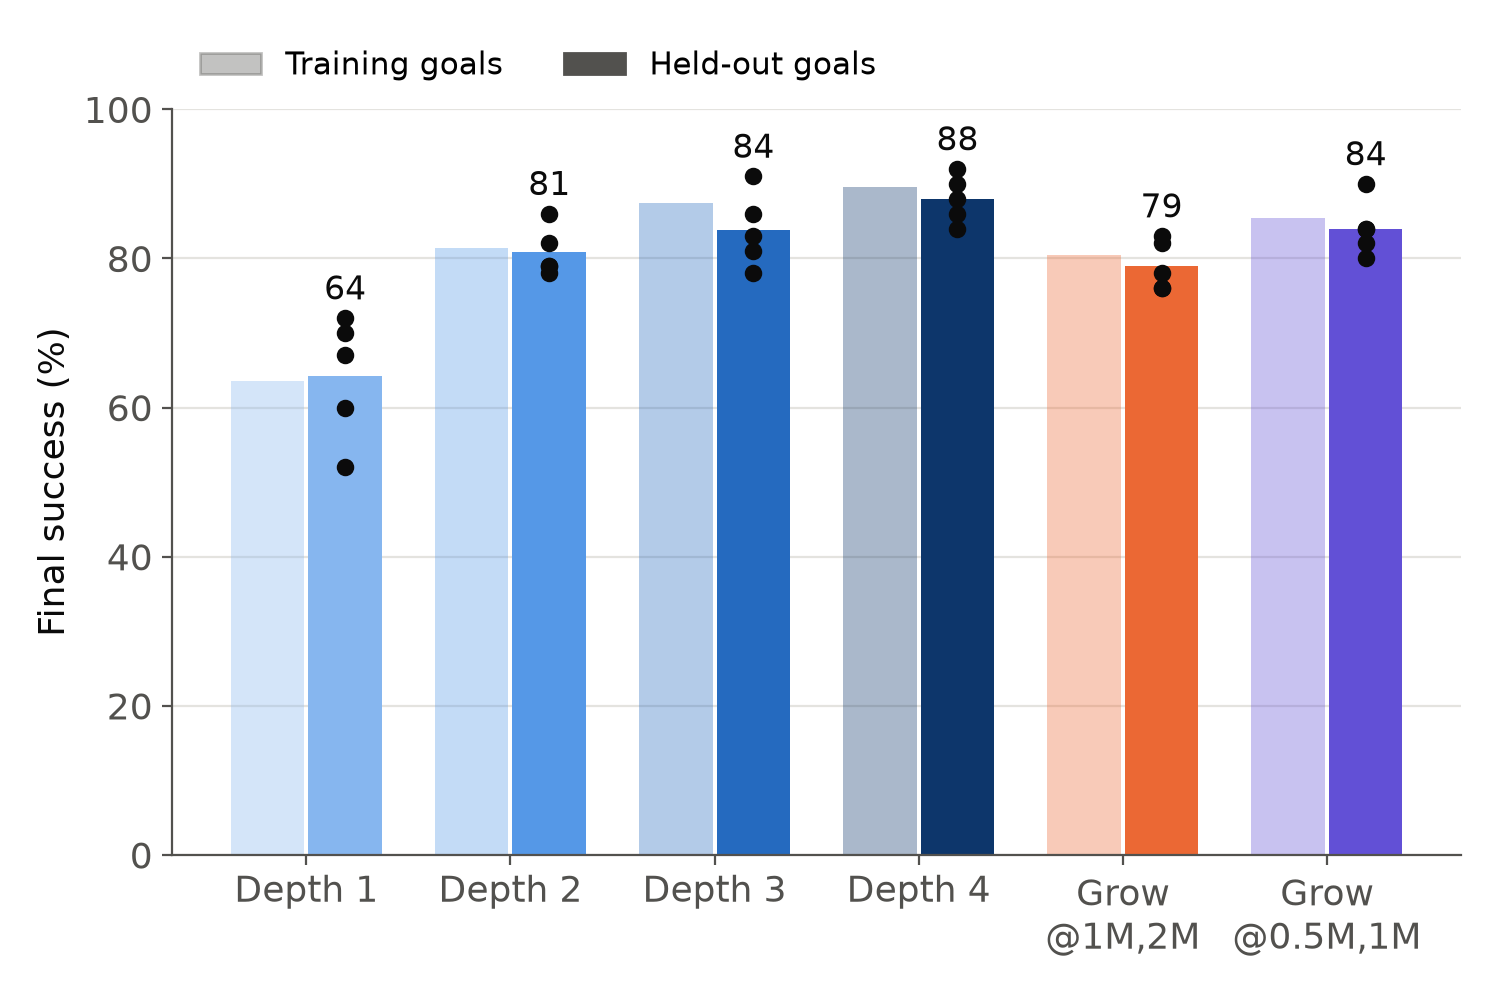 Training goals Held-out goals
100
80
60
40
20
0
Final success (%)
64
81
84
88
79
84
Depth 1
Depth 2
Depth 3
Depth 4
Grow
@1M,2M
Grow
@0.5M,1M